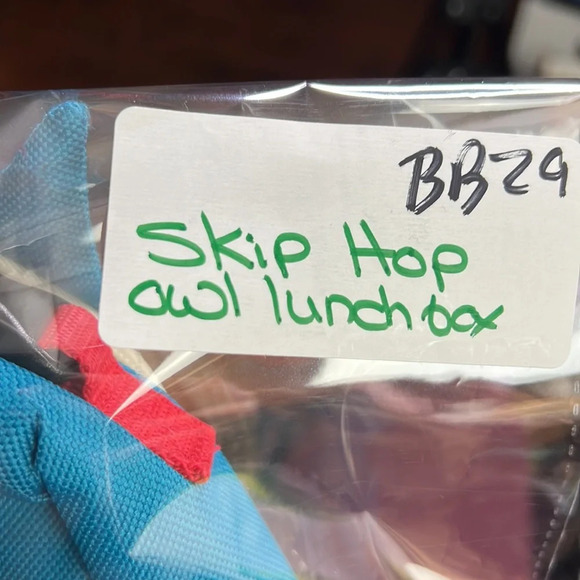 BB29
Skip Hop
owl lunch box